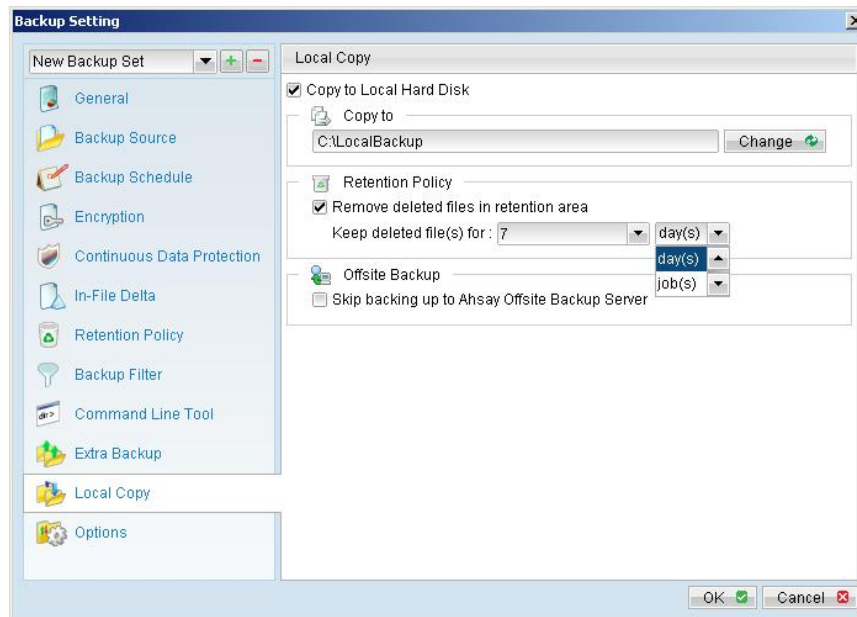 Backup Setting
New Backup Set
General
Backup Source
Backup Schedule
Encryption
Continuous Data Protection
In-File Delta
Retention Policy
Backup Filter
Command Line Tool
Extra Backup
Local Copy
Options
Local Copy
Copy to Local Hard Disk
Copy to
C:\LocalBackup
Change
Retention Policy
Remove deleted files in retention area
Keep deleted file(s) for : 7 day(s)
day(s)
job(s)
Offsite Backup
Skip backing up to Ahsay Offsite Backup Server
OK Cancel